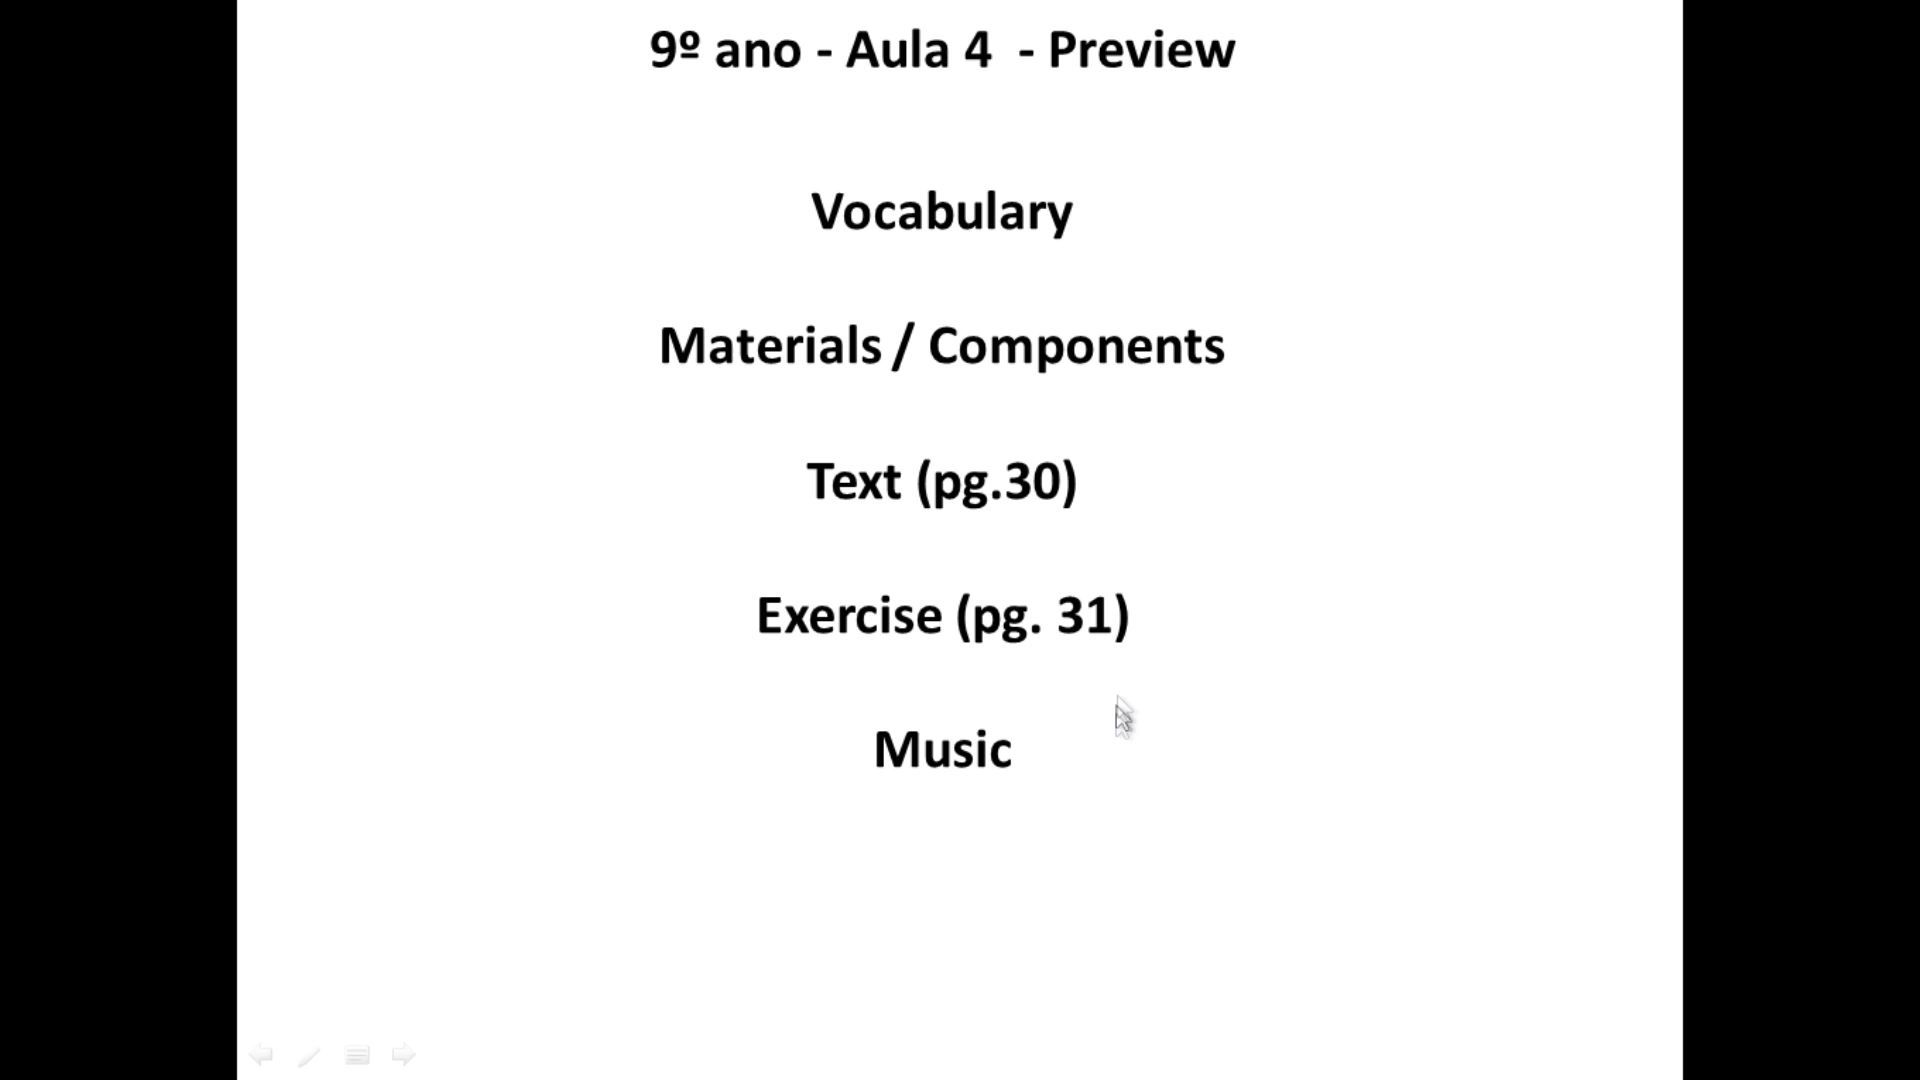 9º ano - Aula 4 - Preview
Vocabulary
Materials / Components
Text (pg.30)
Exercise (pg. 31)
Music